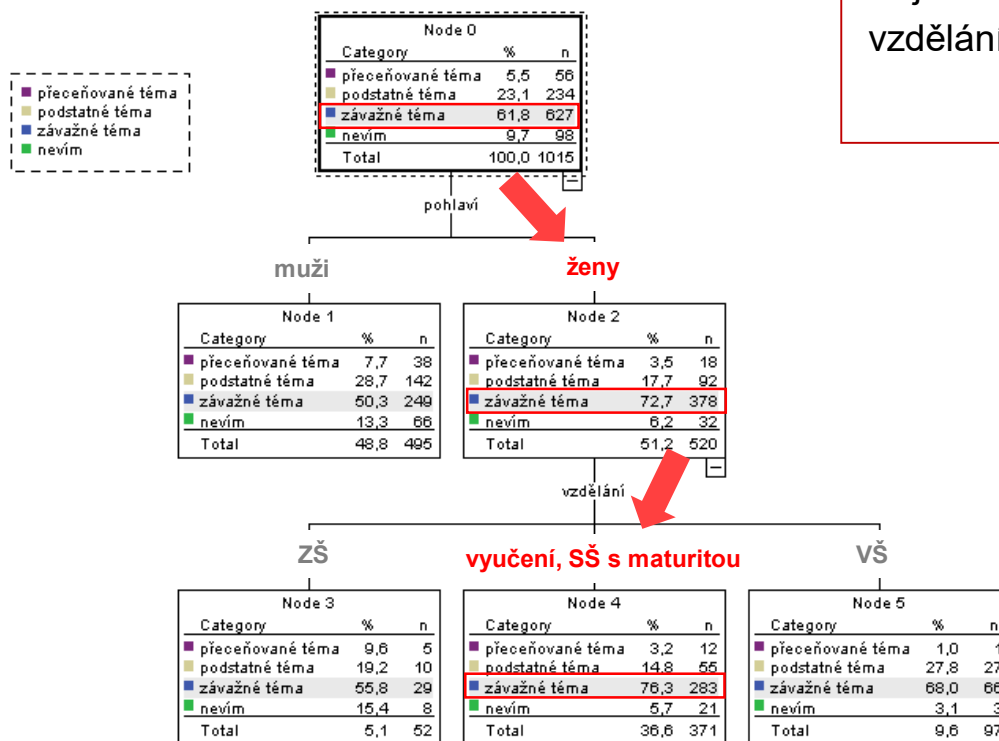 vzdělání
přeceňované téma
podstatné téma
závažné téma
nevím
Node 0
Category % n
přeceňované téma 5,5 56
podstatné téma 23,1 234
závažné téma 61,8 627
nevím 9,7 98
Total 100,0 1015
pohlaví
muži
ženy
Node 1
Category % n
přeceňované téma 7,7 38
podstatné téma 28,7 142
závažné téma 50,3 249
nevím 13,3 66
Total 48,8 495
Node 2
Category % n
přeceňované téma 3,5 18
podstatné téma 17,7 92
závažné téma 72,7 378
nevím 6,2 32
Total 51,2 520
vzdělání
ZŠ
vyučení, SŠ s maturitou
VŠ
Node 3
Category % n
přeceňované téma 9,6 5
podstatné téma 19,2 10
závažné téma 55,8 29
nevím 15,4 8
Total 5,1 52
Node 4
Category % n
přeceňované téma 3,2 12
podstatné téma 14,8 55
závažné téma 76,3 283
nevím 5,7 21
Total 36,6 371
Node 5
Category % n
přeceňované téma 1,0 1
podstatné téma 27,8 27
závažné téma 68,0 66
nevím 3,1 3
Total 9,6 97